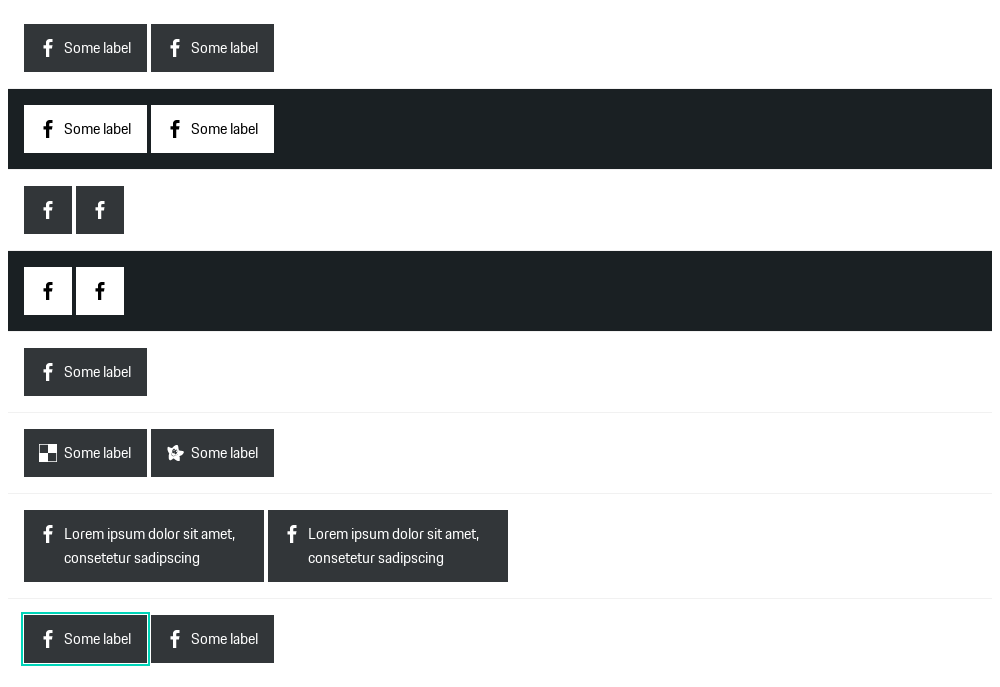 Some label Some label
Some label Some label
Some label
Some label Some label
Lorem ipsum dolor sit amet, Lorem ipsum dolor sit amet,
consetetur sadipscing consetetur sadipscing
Some label Some label